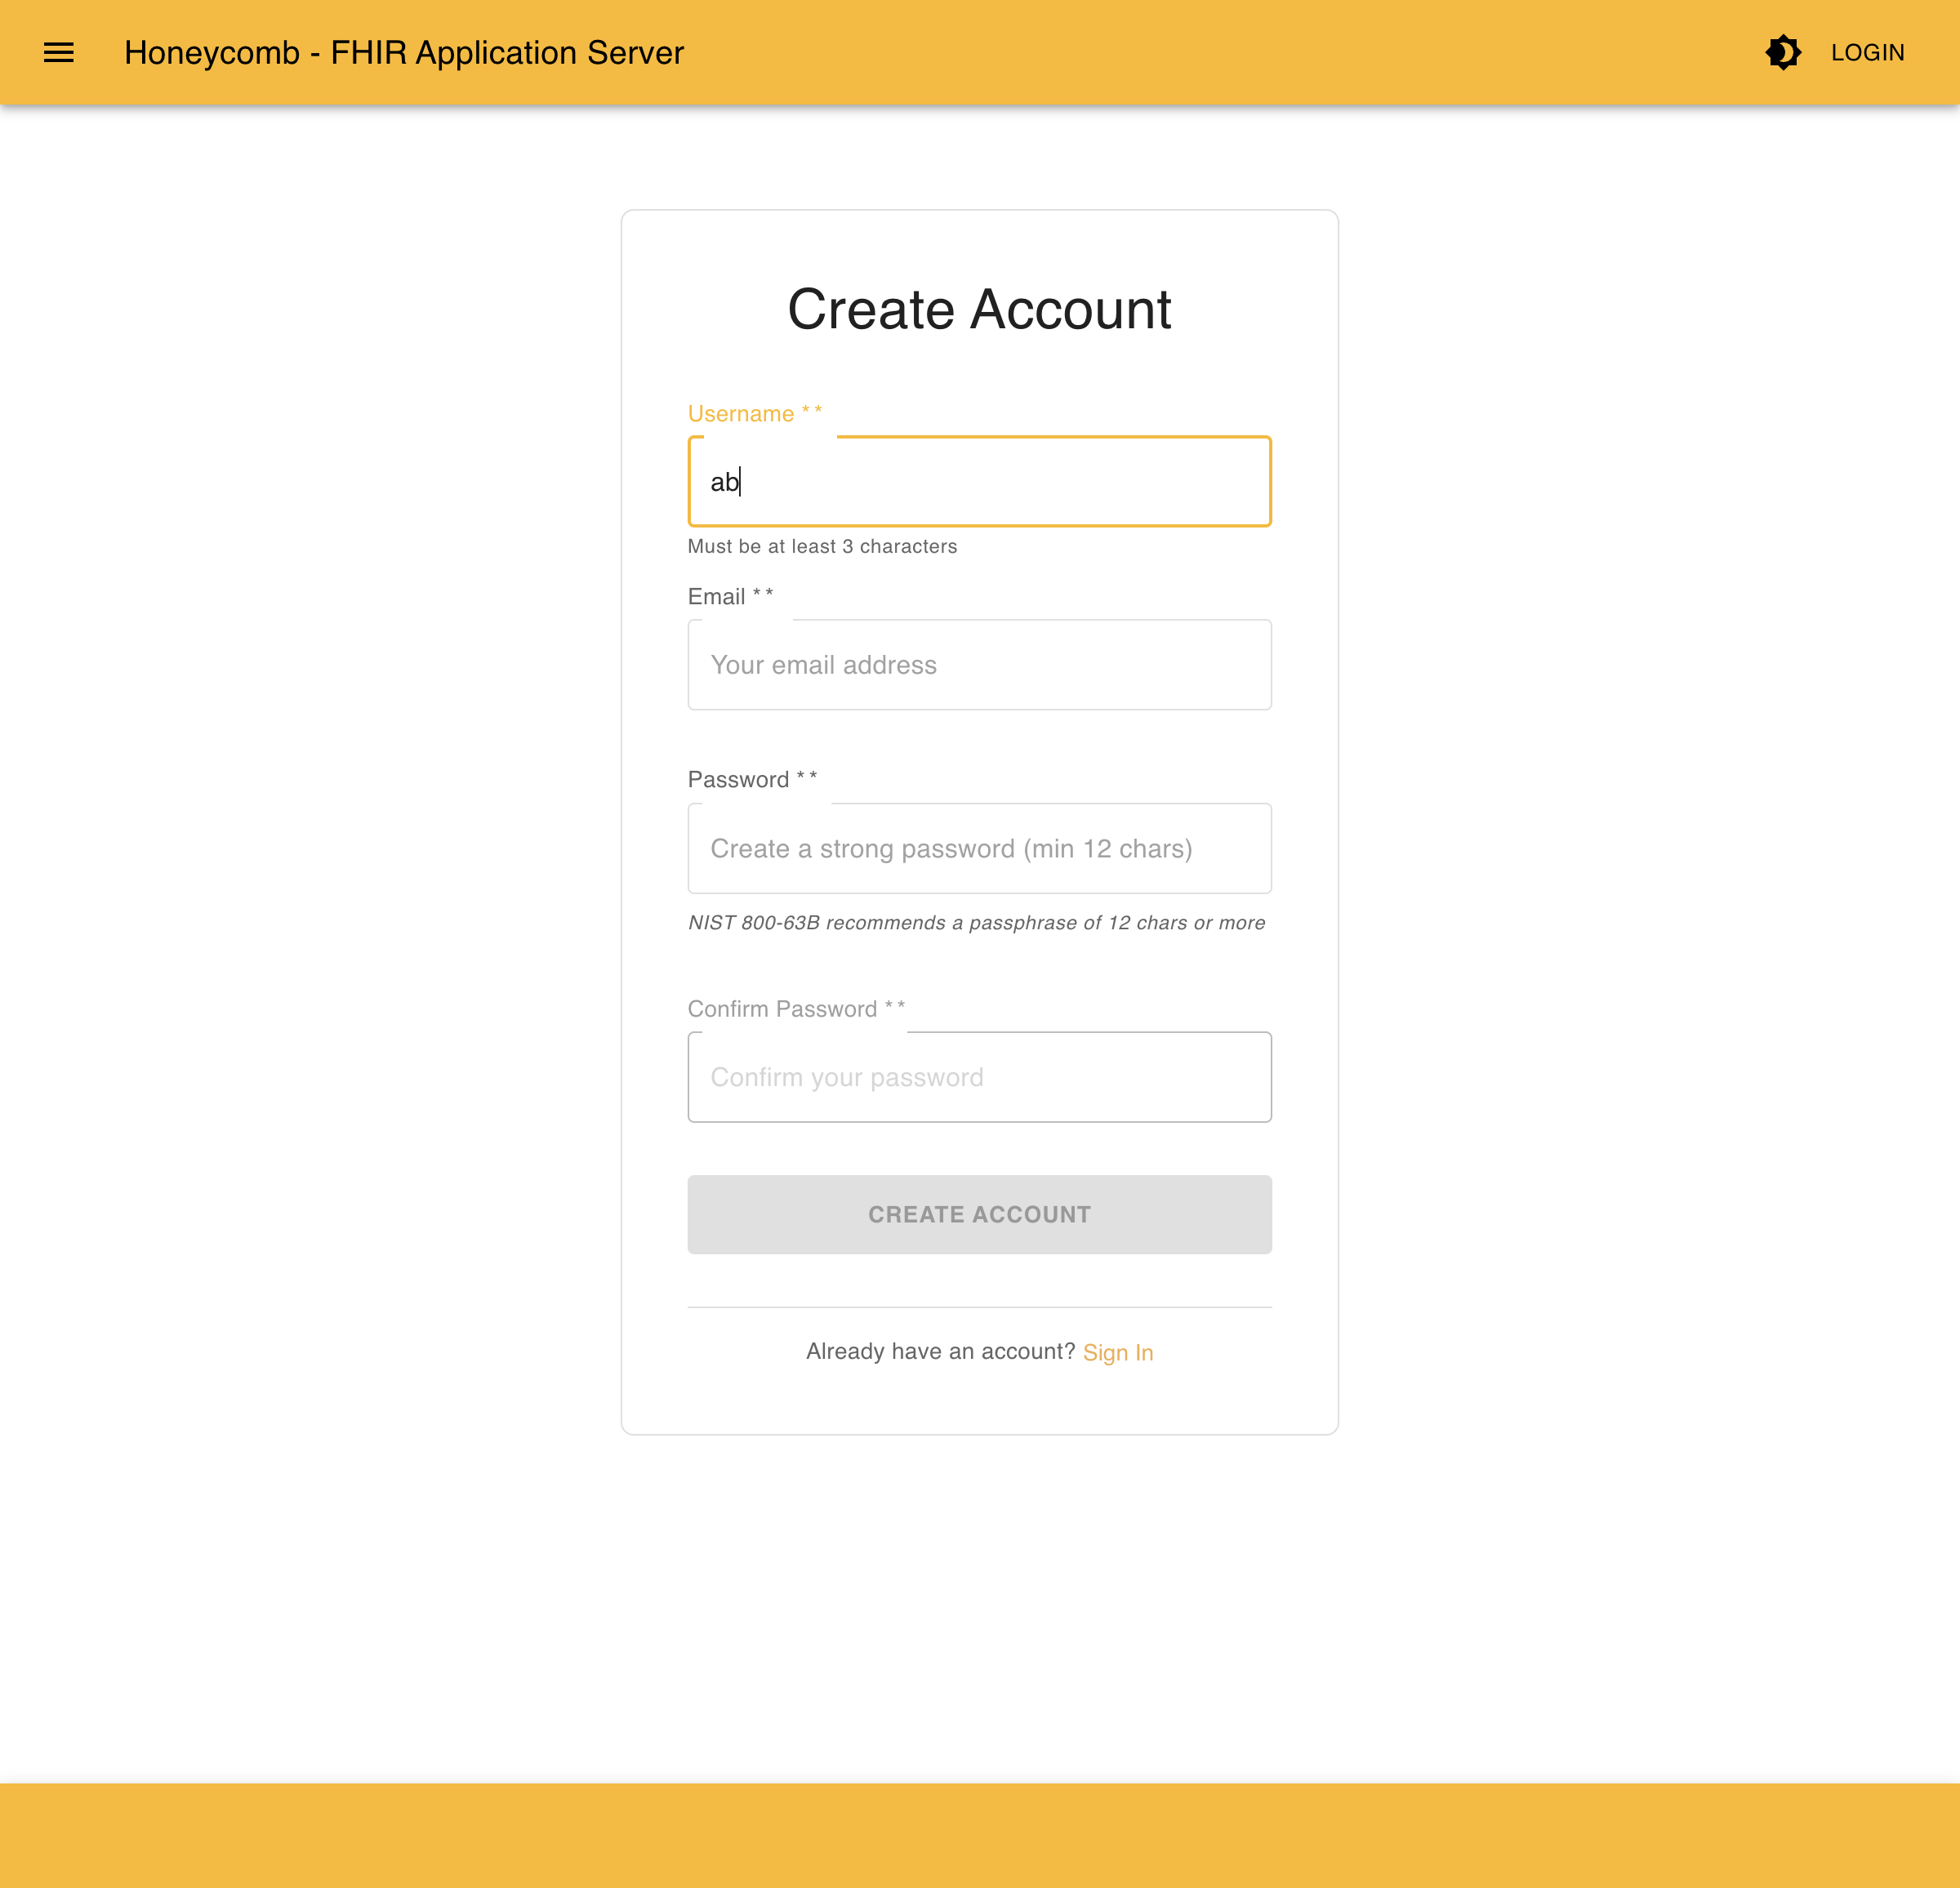 Honeycomb - FHIR Application Server
LOGIN
Create Account
Username * *
ab
Must be at least 3 characters
Email * *
Your email address
Password * *
Create a strong password (min 12 chars)
NIST 800-63B recommends a passphrase of 12 chars or more
Confirm Password * *
Confirm your password
CREATE ACCOUNT
Already have an account? Sign In